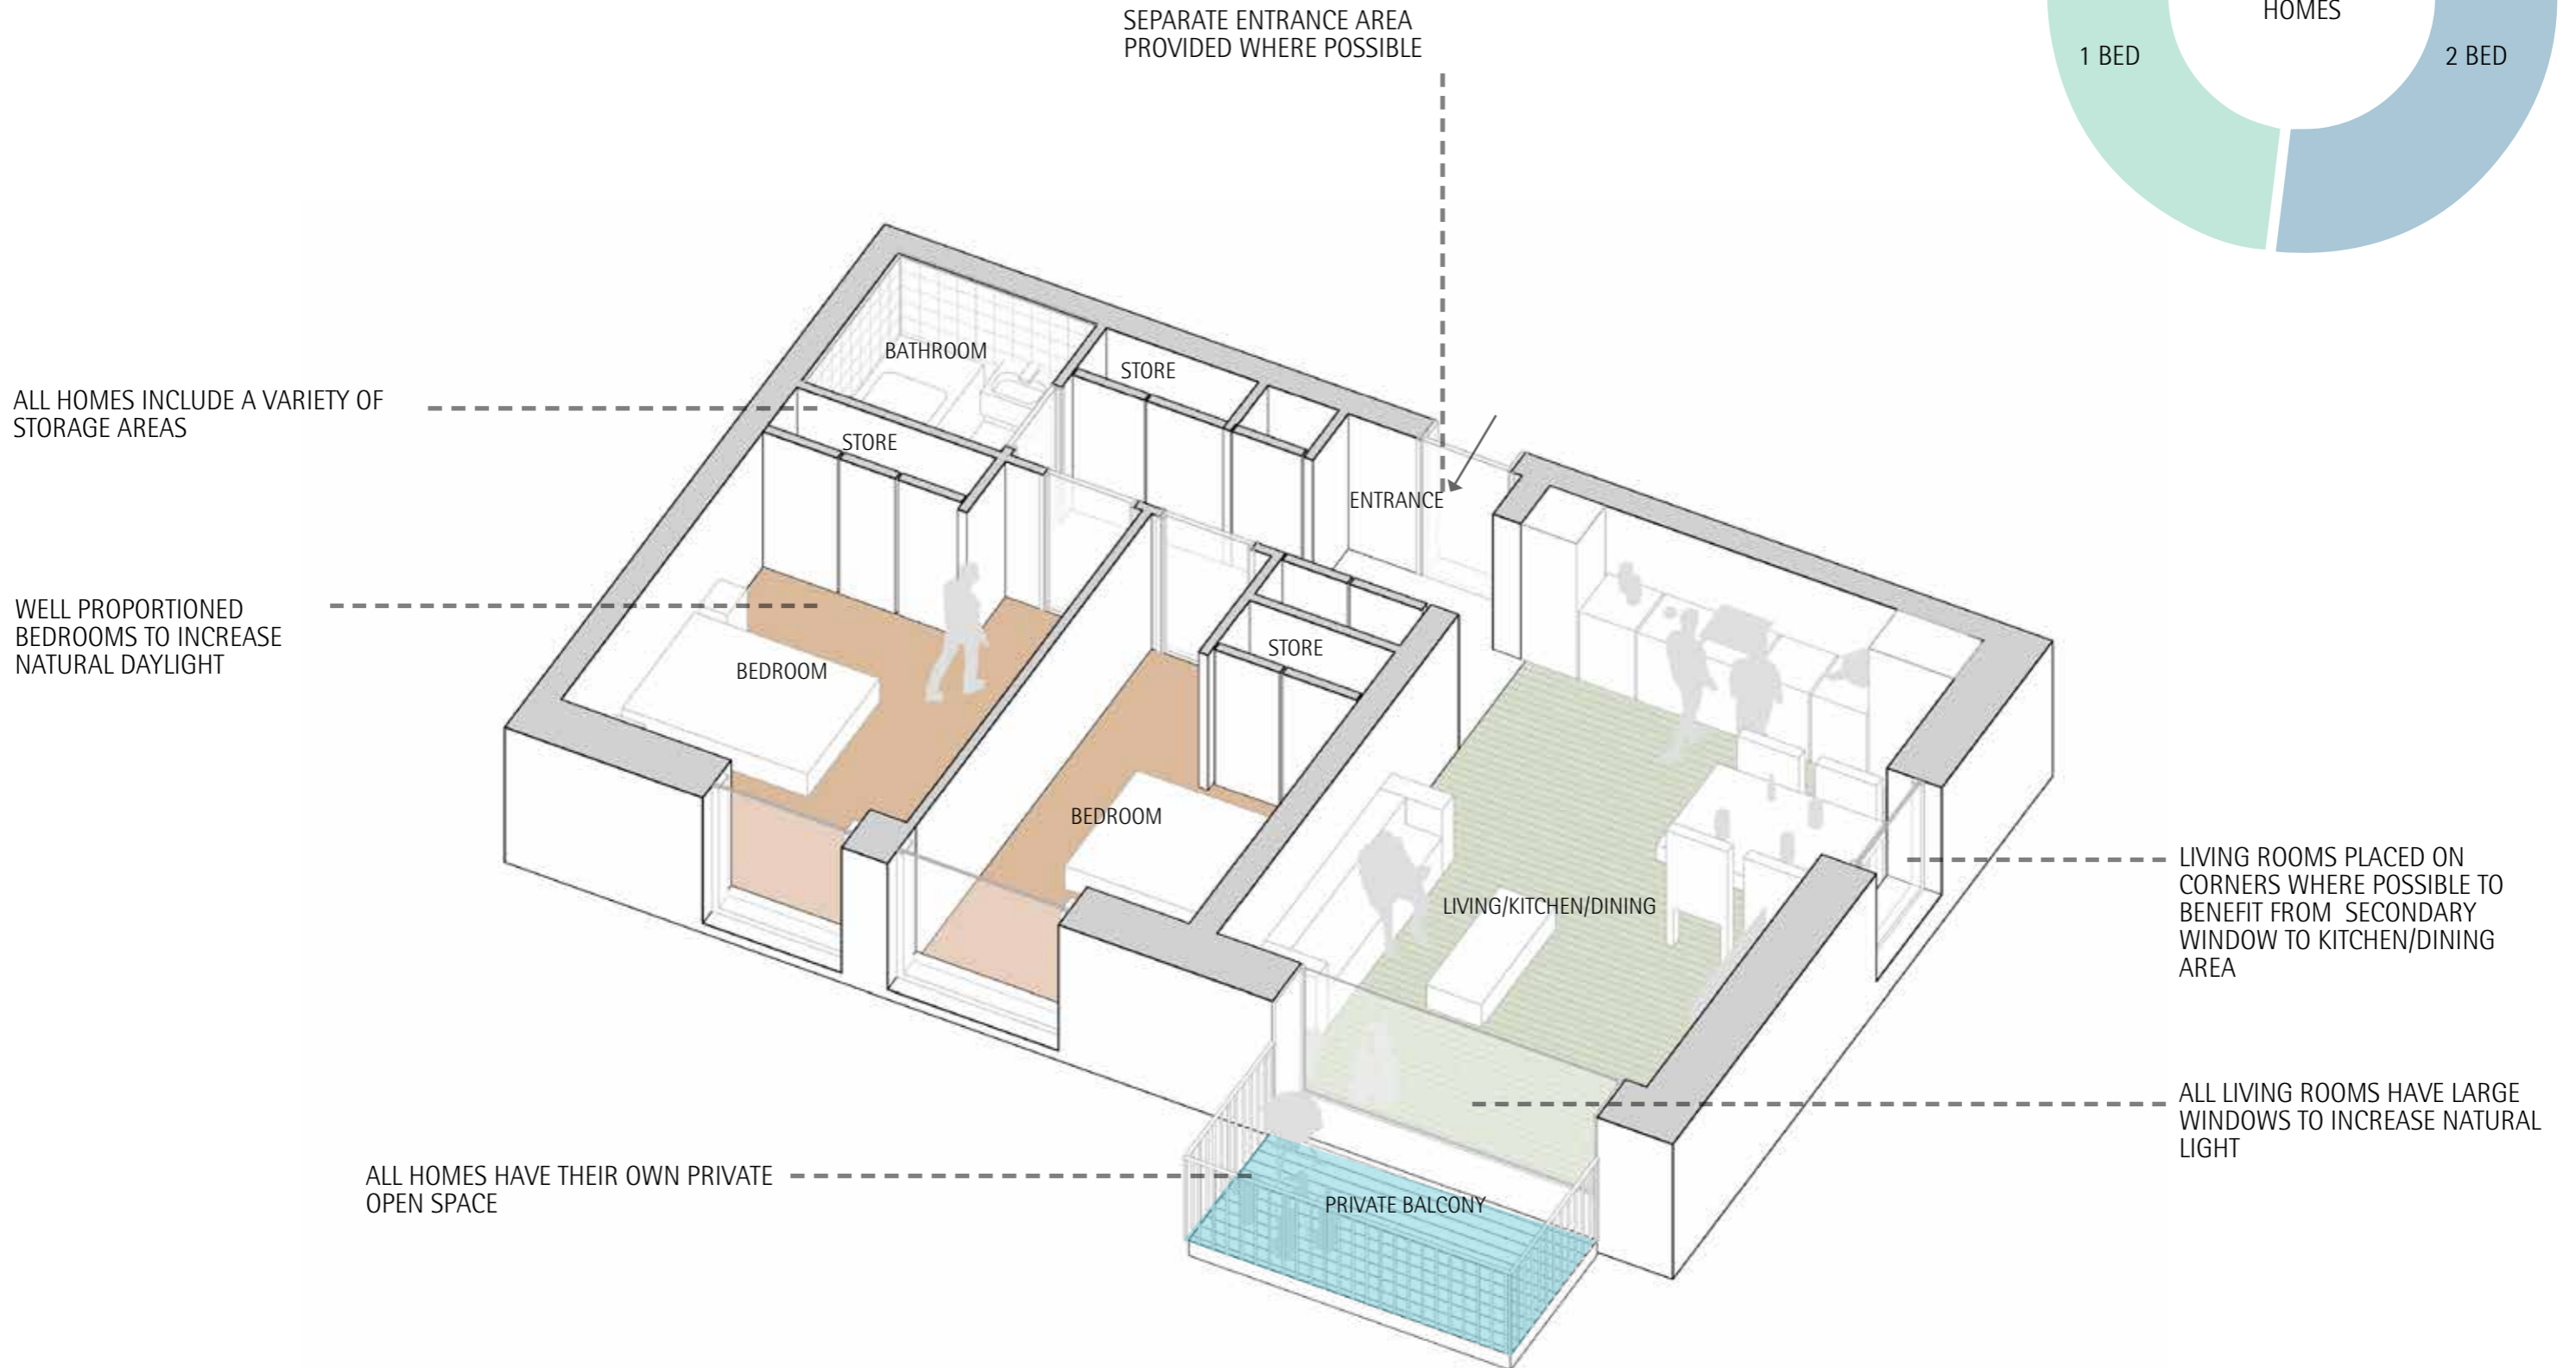 SEPARATE ENTRANCE AREA
PROVIDED WHERE POSSIBLE
HOMES
1 BED
2 BED
BATHROOM
STORE
ALL HOMES INCLUDE A VARIETY OF
STORAGE AREAS
STORE
ENTRANCE
WELL PROPORTIONED
BEDROOMS TO INCREASE
NATURAL DAYLIGHT
STORE
BEDROOM
BEDROOM
LIVING/KITCHEN/DINING
LIVING ROOMS PLACED ON
CORNERS WHERE POSSIBLE TO
BENEFIT FROM SECONDARY
WINDOW TO KITCHEN/DINING
AREA
ALL LIVING ROOMS HAVE LARGE
WINDOWS TO INCREASE NATURAL
LIGHT
ALL HOMES HAVE THEIR OWN PRIVATE
OPEN SPACE
PRIVATE BALCONY